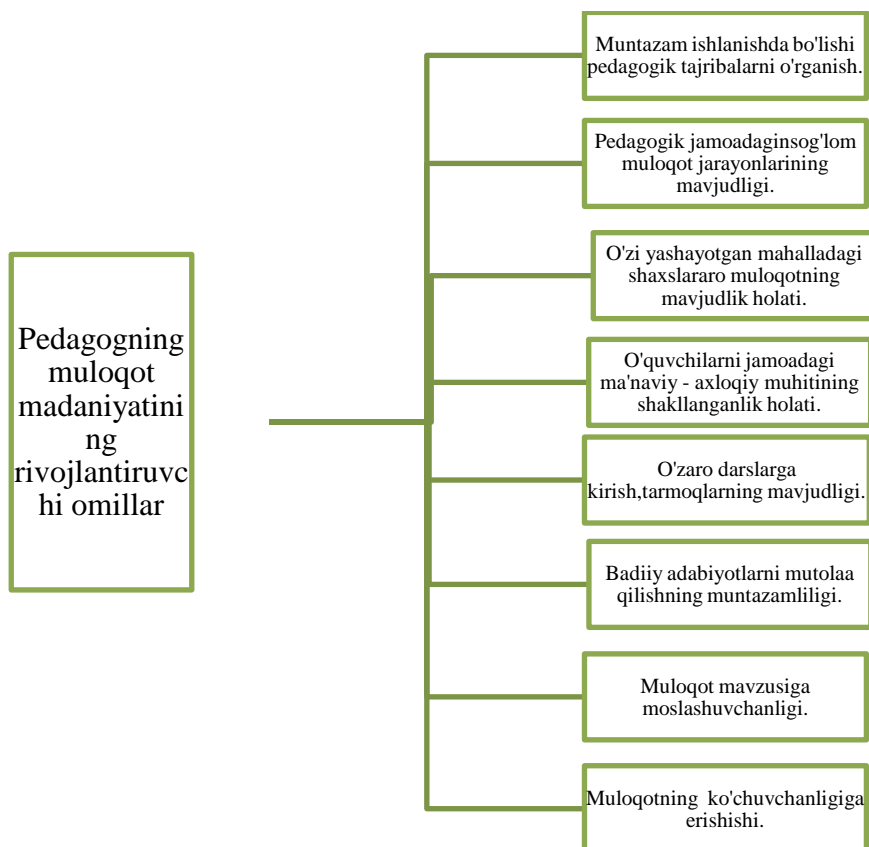 Pedagogning
muloqot
madaniyatini
ng
rivojlantiruvc
hi omillar
Muntazam ishlanishda bo'lishi
pedagogik tajribalarni o'rganish.
Pedagogik jamoadaginsog'lom
muloqot jarayonlarining
mavjudligi.
O'zi yashayotgan mahalladagi
shaxslararo muloqotning
mavjudlik holati.
O'quvchilarni jamoadagi
ma'naviy - axloqiy muhitining
shakllanganlik holati.
O'zaro darslarga
kirish,tarmoqlarning mavjudligi.
Badiiy adabiyotlarni mutolaa
qilishning muntazamliligi.
Muloqot mavzusiga
moslashuvchanligi.
Muloqotning ko'chuvchanligiga
erishishi.